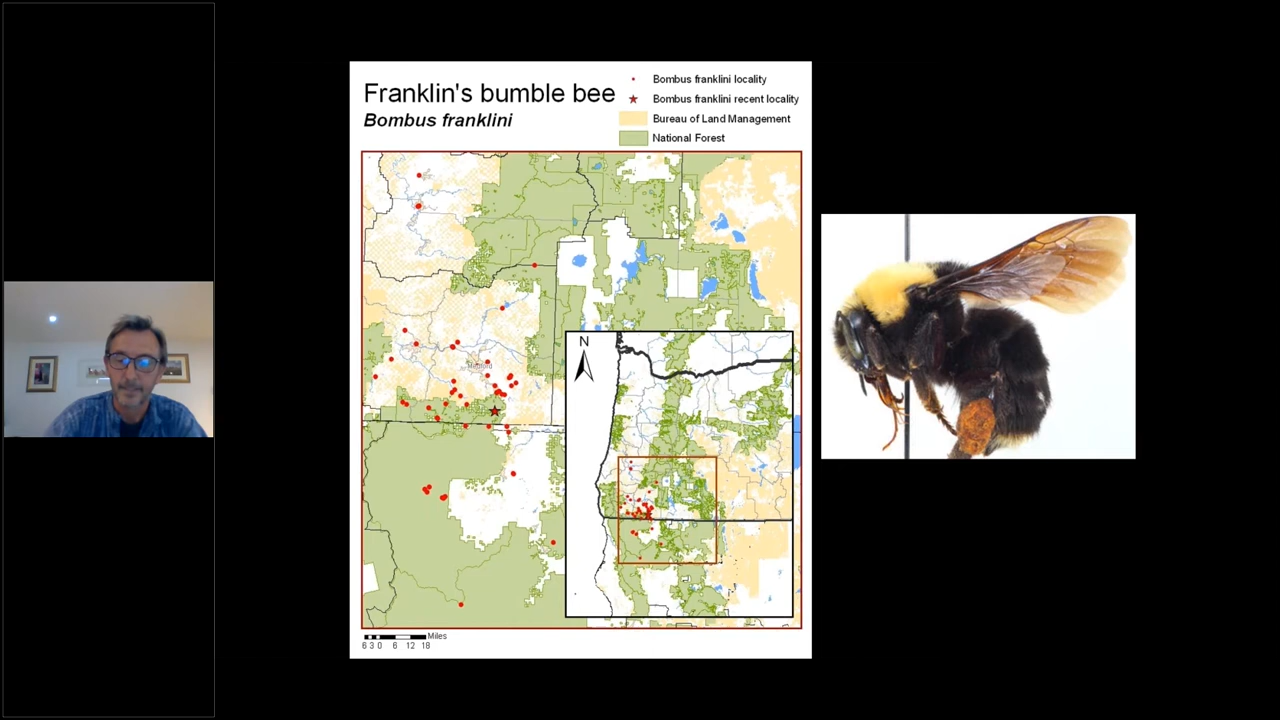 Franklin's bumble bee
Bombus franklini
Bombus franklini locality
Bombus franklini recent locality
Bureau of Land Management
National Forest
Medford
N
Miles
6 3 0 6 12 18